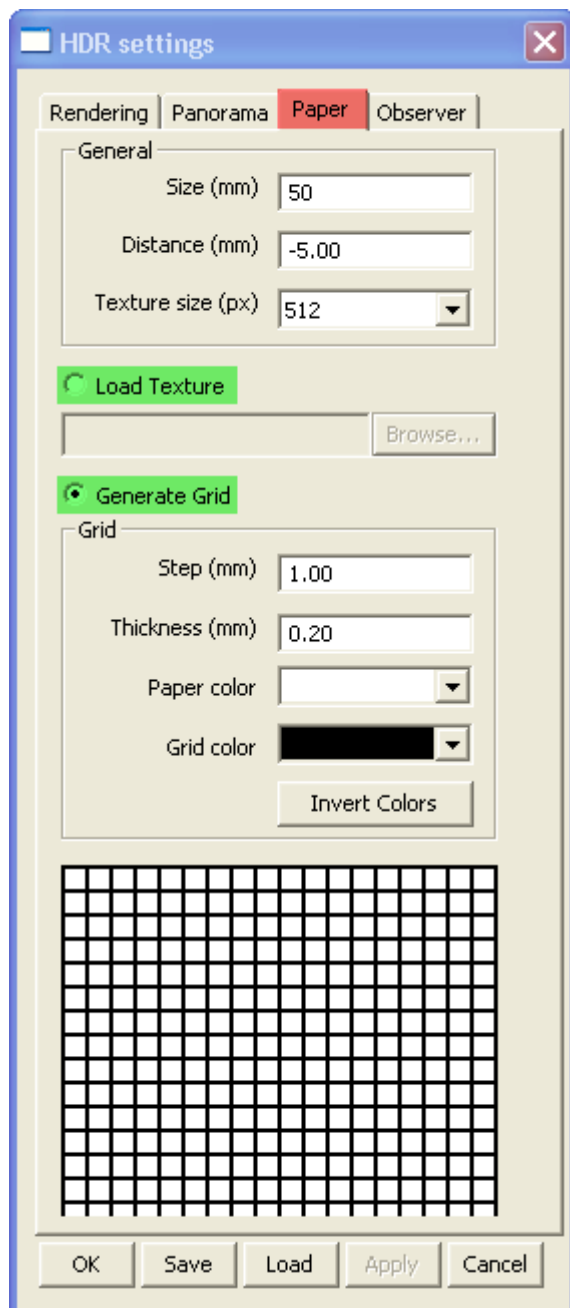 HDR settings
Rendering Panorama Paper Observer
General
Size (mm) 50
Distance (mm) -5.00
Texture size (px) 512
Load Texture
Browse...
Generate Grid
Grid
Step (mm) 1.00
Thickness (mm) 0.20
Paper color
Grid color
Invert Colors
OK Save Load Apply Cancel